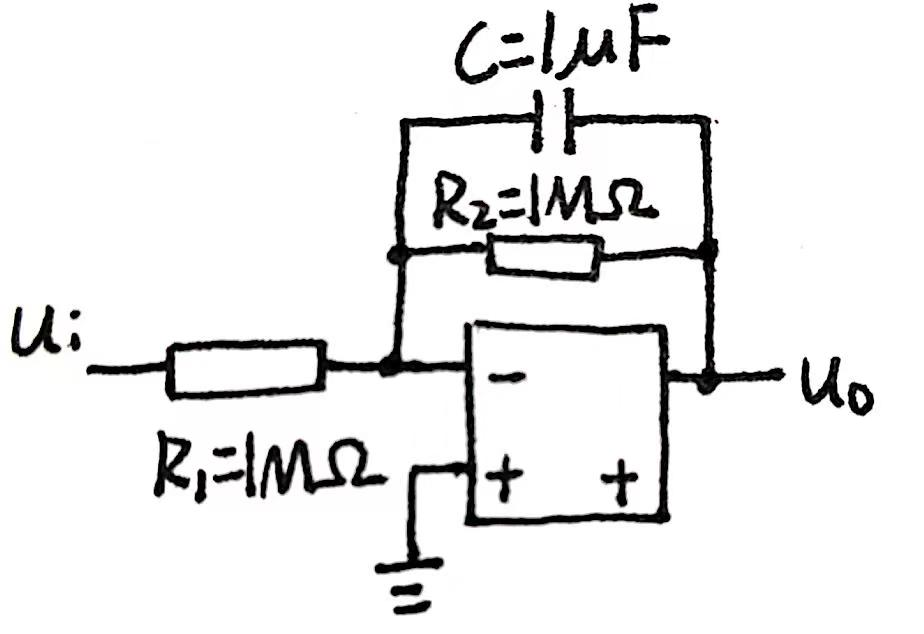 C=1μF
R₂=1MΩ
Ui
R₁=1MΩ
−
+
+
U₀